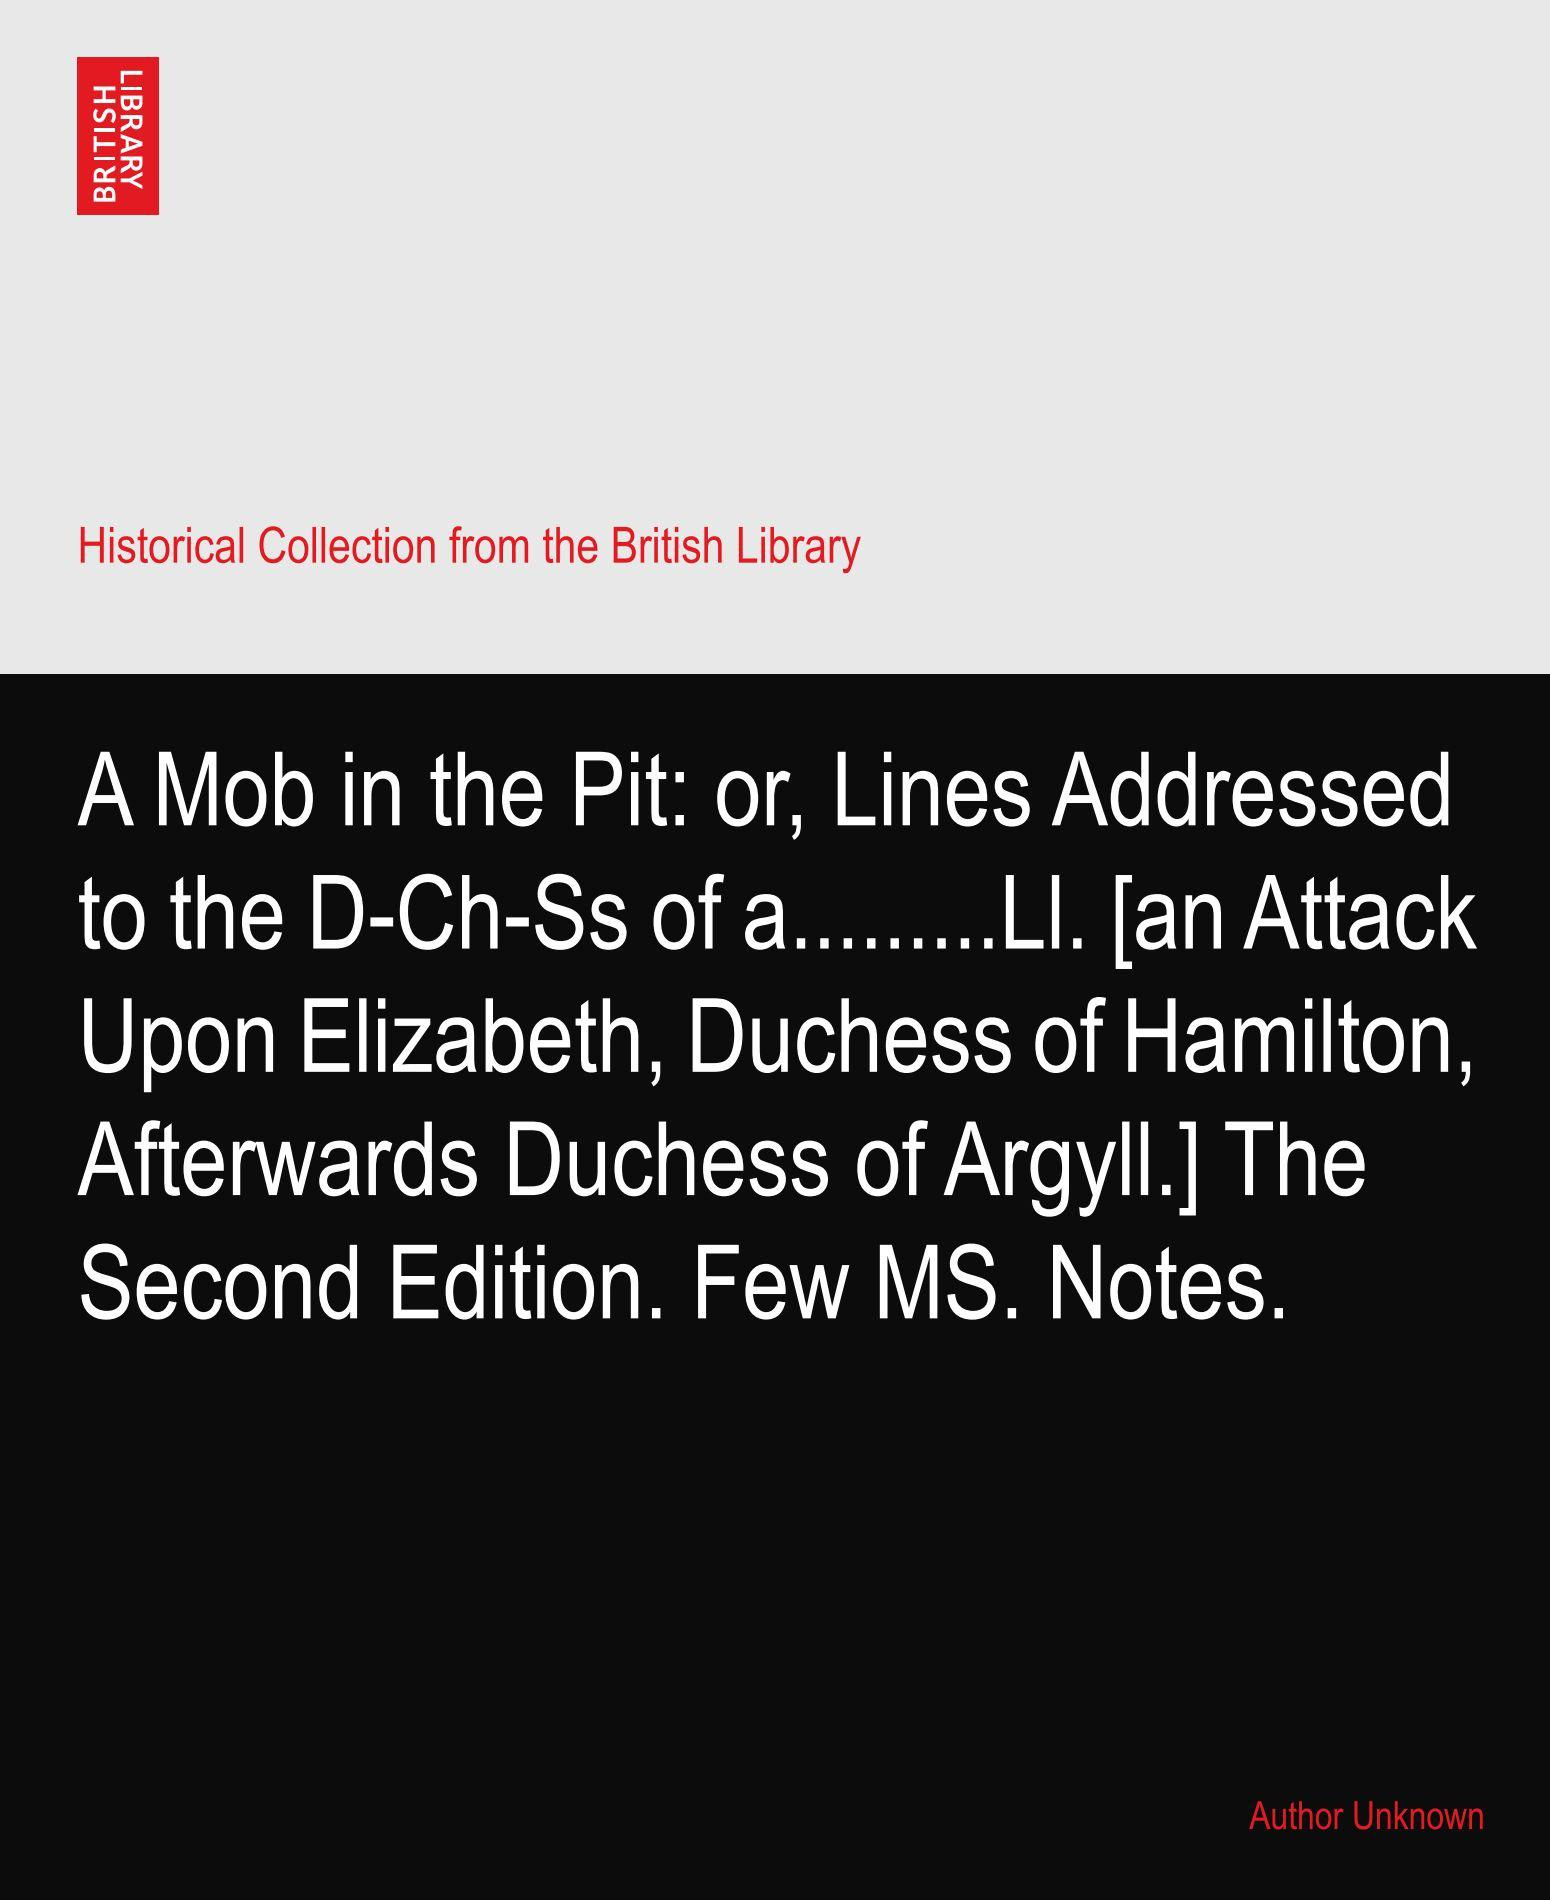 BRITISH
LIBRARY
Historical Collection from the British Library
A Mob in the Pit: or, Lines Addressed
to the D-Ch-Ss of a.........Ll. [an Attack
Upon Elizabeth, Duchess of Hamilton,
Afterwards Duchess of Argyll.] The
Second Edition. Few MS. Notes.
Author Unknown